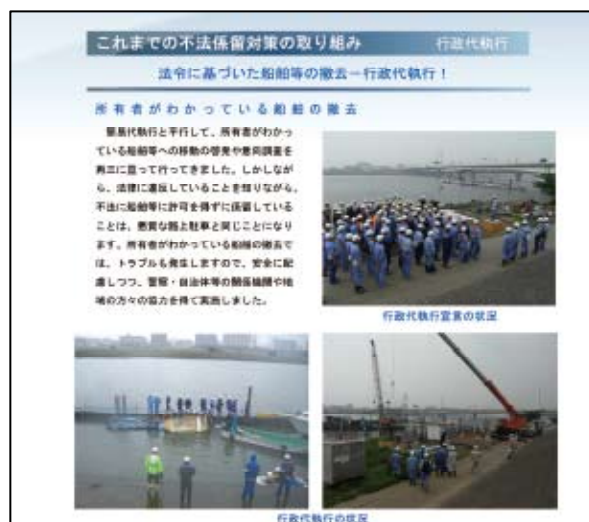 これまでの不法係留対策の取り組み 行政代執行
法令に基づいた船舶等の撤去－行政代執行！
所有者がわかっている船舶の撤去
簡易代執行と平行して、所有者がわかっ
ている船舶等への移動の啓発や意向調査を
再三に亘って行ってきました。しかしなが
ら、法律に違反していることを知りながら、
不法に船舶等に許可を得ずに係留している
ことは、悪質な路上駐車と同じことになり
ます。所有者がわかっている船舶の撤去で
は、トラブルも発生しますので、安全に配
慮しつつ、警察・自治体等の関係機関や地
域の方々の協力を得て実施しました。
行政代執行宣言の状況
行政代執行の状況